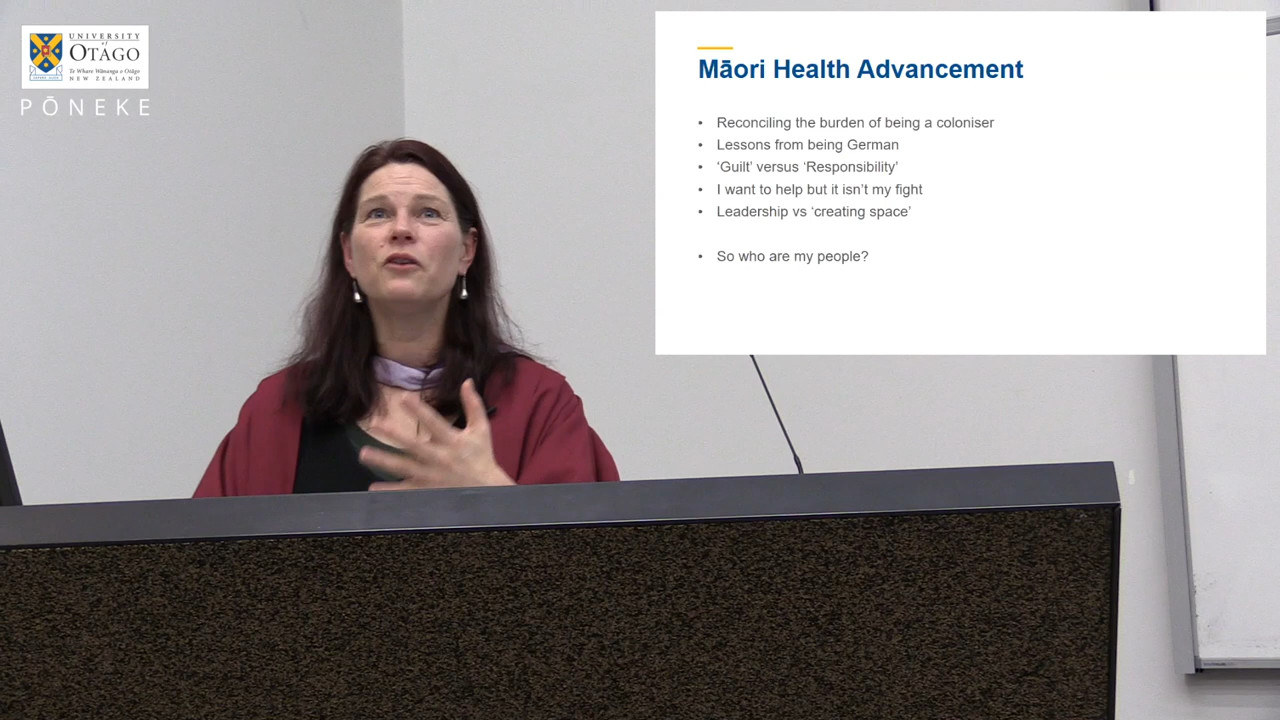 UNIVERSITY
of
OTĀGO
Te Whare Wānanga o Otāgo
NEW ZEALAND
PŌNEKE
Māori Health Advancement
• Reconciling the burden of being a coloniser
• Lessons from being German
• ‘Guilt’ versus ‘Responsibility’
• I want to help but it isn’t my fight
• Leadership vs ‘creating space’
• So who are my people?